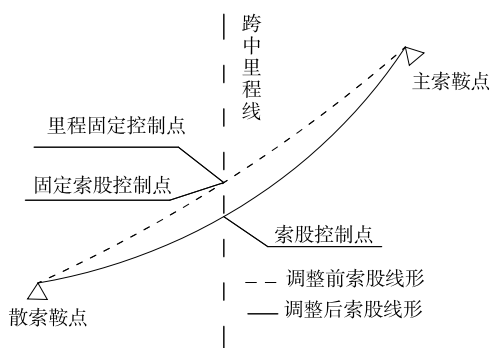 跨中里程线
主索鞍点
里程固定控制点
固定索股控制点
索股控制点
调整前索股线形
调整后索股线形
散索鞍点